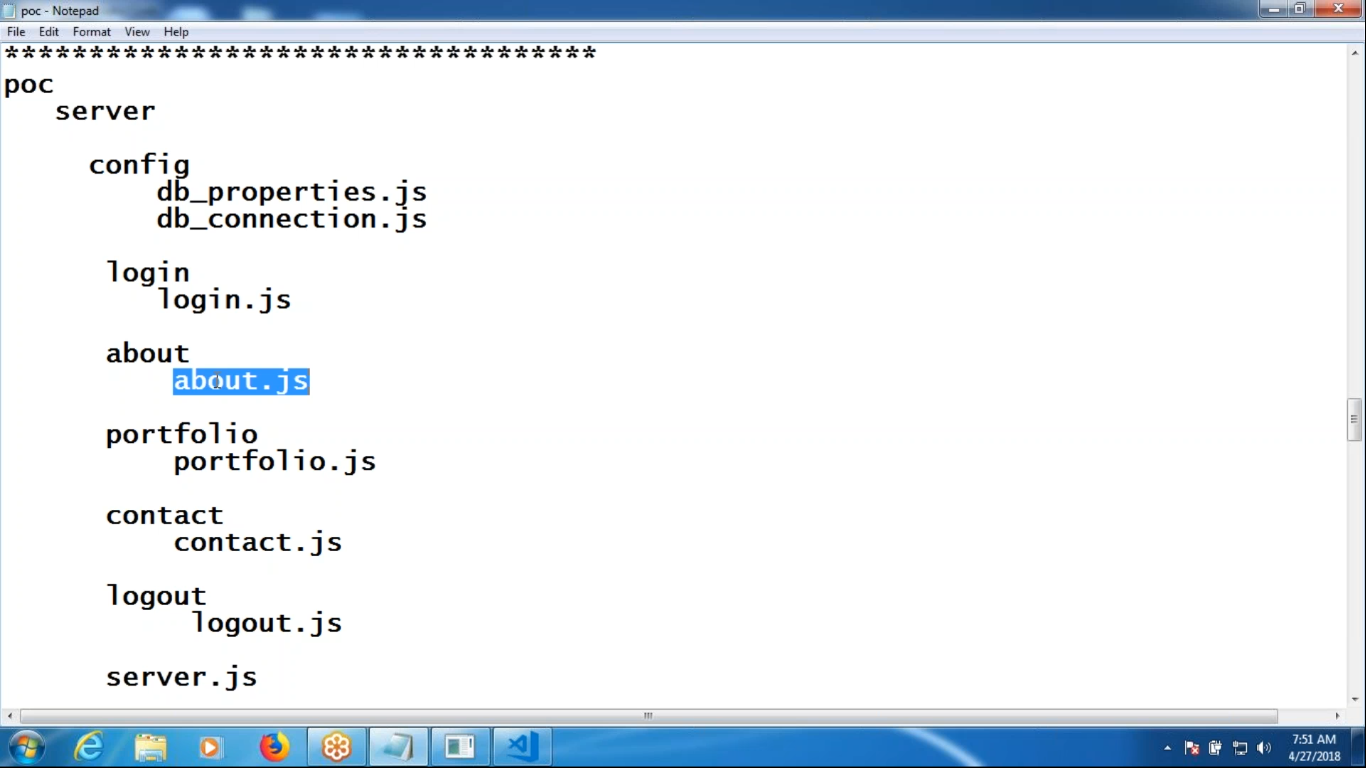 poc - Notepad
File Edit Format View Help
***********************************
poc
server
config
db_properties.js
db_connection.js
login
login.js
about
about.js
portfolio
portfolio.js
contact
contact.js
logout
logout.js
server.js
7:51 AM
4/27/2018